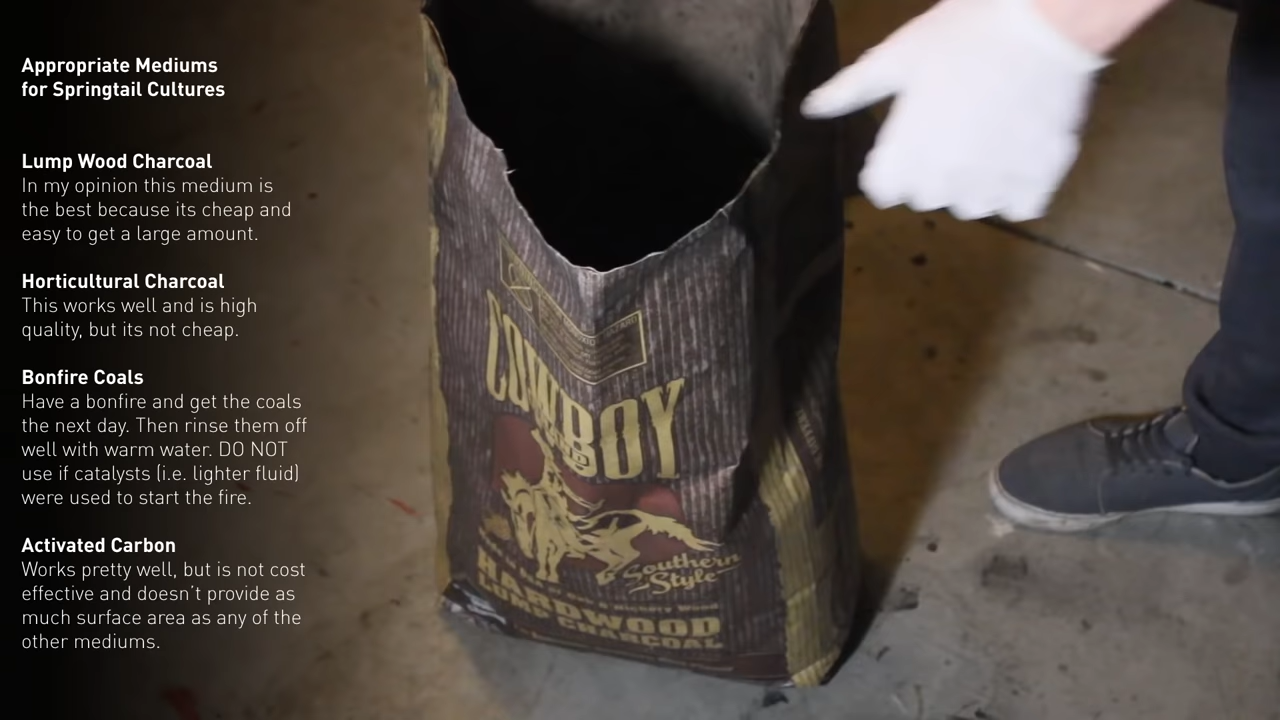 Appropriate Mediums
for Springtail Cultures
Lump Wood Charcoal
In my opinion this medium is
the best because its cheap and
easy to get a large amount.
Horticultural Charcoal
This works well and is high
quality, but its not cheap.
Bonfire Coals
Have a bonfire and get the coals
the next day. Then rinse them off
well with warm water. DO NOT
use if catalysts (i.e. lighter fluid)
were used to start the fire.
Activated Carbon
Works pretty well, but is not cost
effective and doesn't provide as
much surface area as any of the
other mediums.
COWBOY
Southern
Style
HARDWOOD
LUMP CHARCOAL